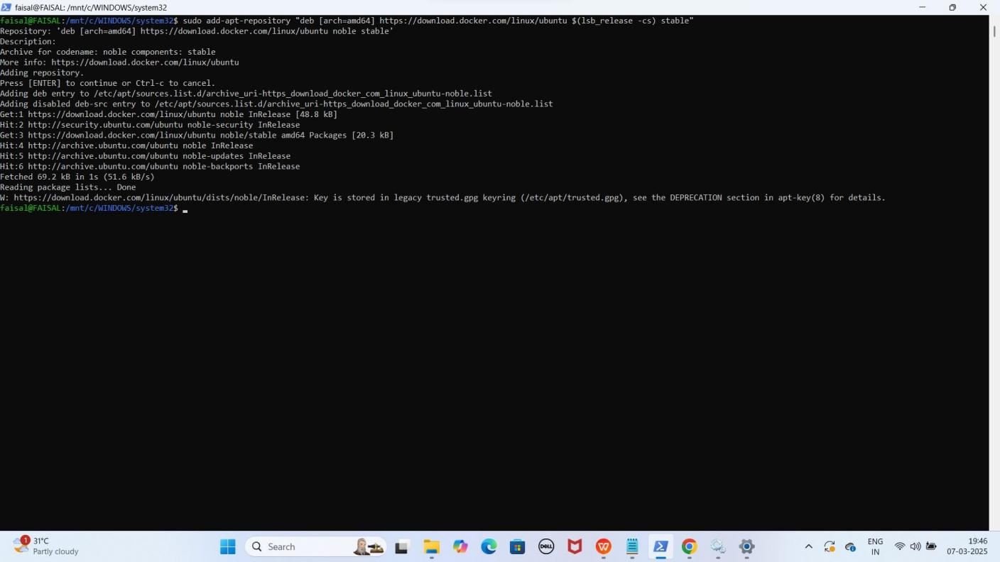 faisal@FAISAL: /mnt/c/WINDOWS/system32
faisal@FAISAL:/mnt/c/WINDOWS/system32$ sudo add-apt-repository "deb [arch=amd64] https://download.docker.com/linux/ubuntu $(lsb_release -cs) stable"
Repository: 'deb [arch=amd64] https://download.docker.com/linux/ubuntu noble stable'
Description:
Archive for codename: noble components: stable
More info: https://download.docker.com/linux/ubuntu
Adding repository.
Press [ENTER] to continue or Ctrl-c to cancel.
Adding deb entry to /etc/apt/sources.list.d/archive_uri-https_download_docker_com_linux_ubuntu-noble.list
Adding disabled deb-src entry to /etc/apt/sources.list.d/archive_uri-https_download_docker_com_linux_ubuntu-noble.list
Get:1 https://download.docker.com/linux/ubuntu noble InRelease [48.8 kB]
Hit:2 http://security.ubuntu.com/ubuntu noble-security InRelease
Get:3 https://download.docker.com/linux/ubuntu noble/stable amd64 Packages [20.3 kB]
Hit:4 http://archive.ubuntu.com/ubuntu noble InRelease
Hit:5 http://archive.ubuntu.com/ubuntu noble-updates InRelease
Hit:6 http://archive.ubuntu.com/ubuntu noble-backports InRelease
Fetched 69.2 kB in 1s (51.6 kB/s)
Reading package lists... Done
W: https://download.docker.com/linux/ubuntu/dists/noble/InRelease: Key is stored in legacy trusted.gpg keyring (/etc/apt/trusted.gpg), see the DEPRECATION section in apt-key(8) for details.
faisal@FAISAL:/mnt/c/WINDOWS/system32$
1
31°C
Partly cloudy
Search
DELL
ENG
IN
19:46
07-03-2025